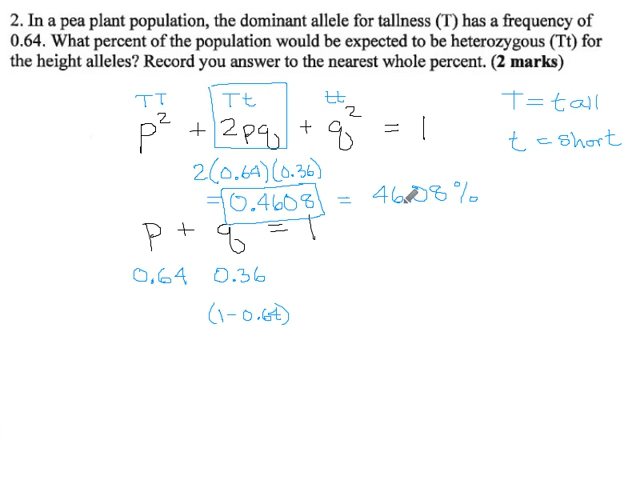 2. In a pea plant population, the dominant allele for tallness (T) has a frequency of
0.64. What percent of the population would be expected to be heterozygous (Tt) for
the height alleles? Record you answer to the nearest whole percent. (2 marks)
TT Tt tt T = tall
p² + 2pq + q² = 1 t = short
2(0.64)(0.36)
= 0.4608 = 46.08%
p + q = 1
0.64 0.36
(1-0.64)